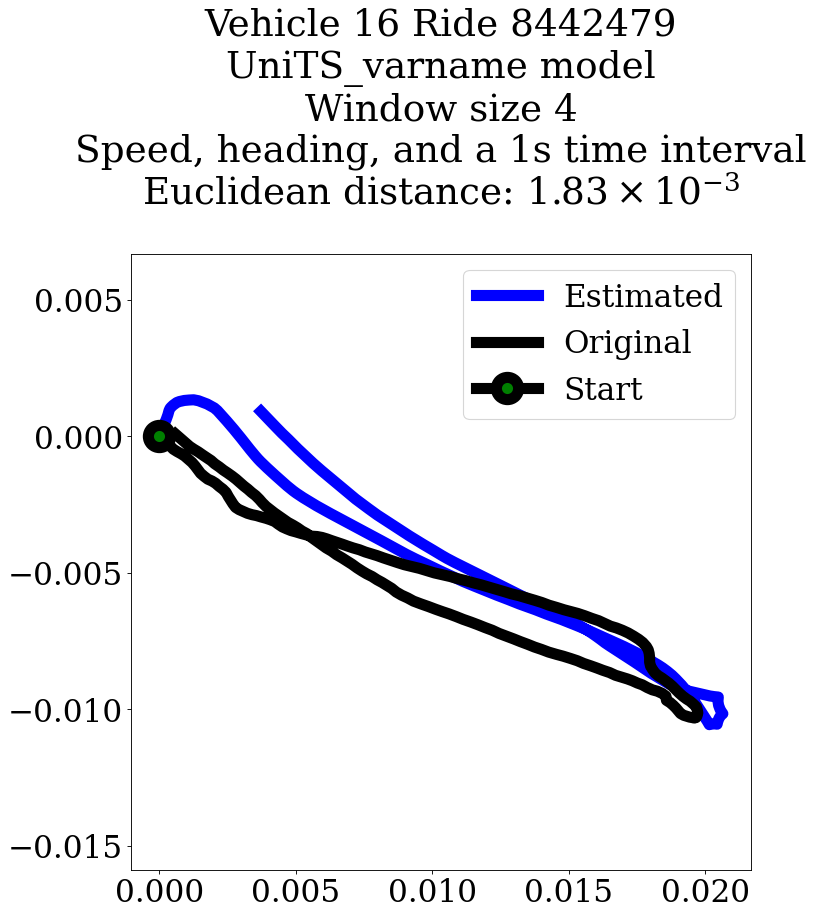 Vehicle 16 Ride 8442479
UniTS_varname model
Window size 4
Speed, heading, and a 1s time interval
Euclidean distance: 1.83 × 10⁻³
Estimated
Original
Start
0.005
0.000
−0.005
−0.010
−0.015
0.000 0.005 0.010 0.015 0.020